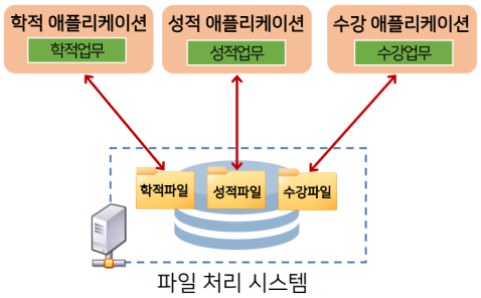 학적 애플리케이션
학적업무
성적 애플리케이션
성적업무
수강 애플리케이션
수강업무
학적파일
성적파일
수강파일
파일 처리 시스템